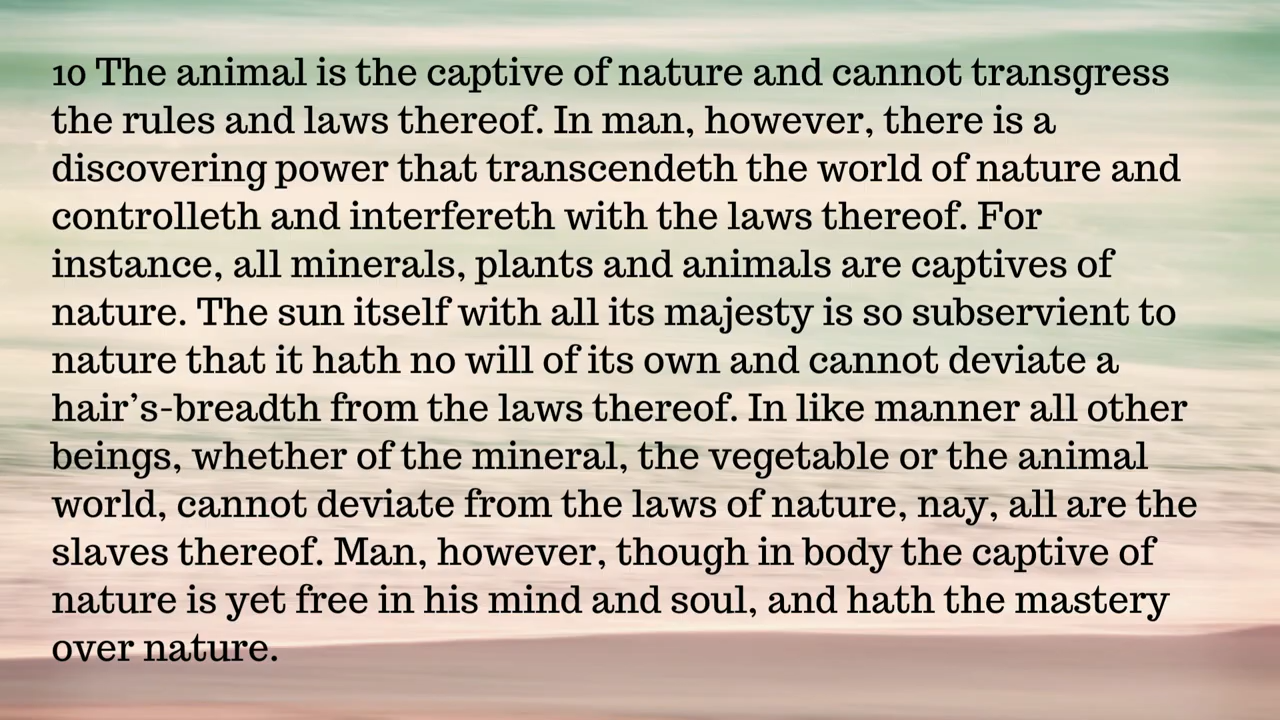 10 The animal is the captive of nature and cannot transgress
the rules and laws thereof. In man, however, there is a
discovering power that transcendeth the world of nature and
controlleth and interfereth with the laws thereof. For
instance, all minerals, plants and animals are captives of
nature. The sun itself with all its majesty is so subservient to
nature that it hath no will of its own and cannot deviate a
hair’s-breadth from the laws thereof. In like manner all other
beings, whether of the mineral, the vegetable or the animal
world, cannot deviate from the laws of nature, nay, all are the
slaves thereof. Man, however, though in body the captive of
nature is yet free in his mind and soul, and hath the mastery
over nature.